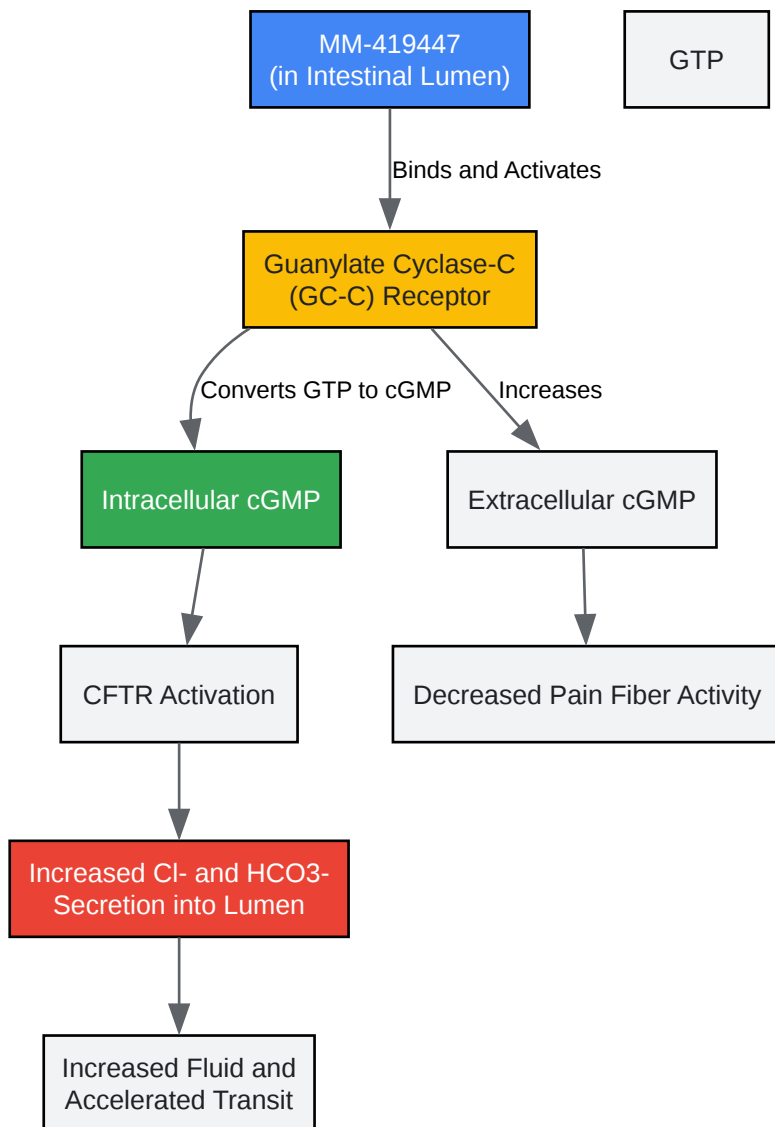 MM-419447
(in Intestinal Lumen)
GTP
Binds and Activates
Guanylate Cyclase-C
(GC-C) Receptor
Converts GTP to cGMP
Increases
Intracellular cGMP
Extracellular cGMP
CFTR Activation
Decreased Pain Fiber Activity
Increased Cl- and HCO3-
Secretion into Lumen
Increased Fluid and
Accelerated Transit